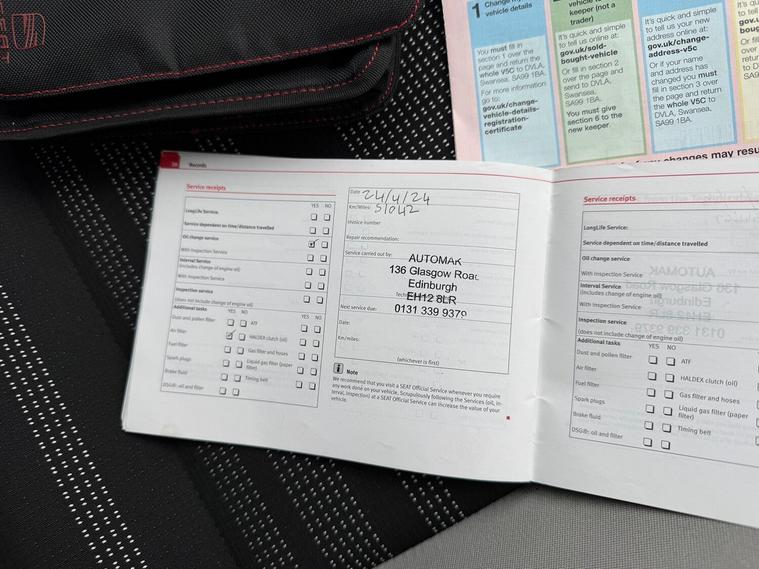 1 Change my
vehicle details
You must fill in
section 1 over the
page and return the
whole V5C to DVLA,
Swansea,
SA99 1BA.
For more information
go to:
gov.uk/change-
vehicle-details-
registration-
certificate
keeper (not a
trader)
It's quick and simple
to tell us online at:
gov.uk/sold-
bought-vehicle
Or fill in section 2
over the page and
send to DVLA,
Swansea,
SA99 1BA.
You must give
section 6 to the
new keeper.
It's quick and simple
to tell us your new
address online at:
gov.uk/change-
address-v5c
Or if your name
and address has
changed you must
fill in section 3 over
the page and return
the whole V5C to
DVLA, Swansea,
SA99 1BA.
changes may resu
Records
Service receipts
YES NO
LongLife Service:
Service dependent on time/distance travelled
Oil change service
With Inspection Service
Interval Service
(includes change of engine oil)
With Inspection Service
Inspection service
(does not include change of engine oil)
Additional tasks
YES NO YES NO
Dust and pollen filter ATF
Air filter HALDEX clutch (oil)
Fuel filter Gas filter and hoses
Spark plugs Liquid gas filter (paper
filter)
Brake fluid Timing belt
DSG®: oil and filter
Date 24/4/24
Km/Miles: 51042
Invoice number
Repair recommendation:
Service carried out by:
AUTOMAK
136 Glasgow Road
Edinburgh
EH12 8LR
0131 339 9379
Next service due:
Date:
Km/miles:
(whichever is first)
i Note
We recommend that you visit a SEAT Official Service whenever you require
any work done on your vehicle. Scrupulously following the Services (oil, in-
terval, inspection) at a SEAT Official Service can increase the value of your
vehicle.
Service receipts
LongLife Service:
Service dependent on time/distance travelled
Oil change service
With Inspection Service
Interval Service
(includes change of engine oil)
With Inspection Service
Inspection service
(does not include change of engine oil)
Additional tasks
YES NO
Dust and pollen filter ATF
Air filter HALDEX clutch (oil)
Fuel filter Gas filter and hoses
Spark plugs Liquid gas filter (paper
filter)
Brake fluid Timing belt
DSG®: oil and filter